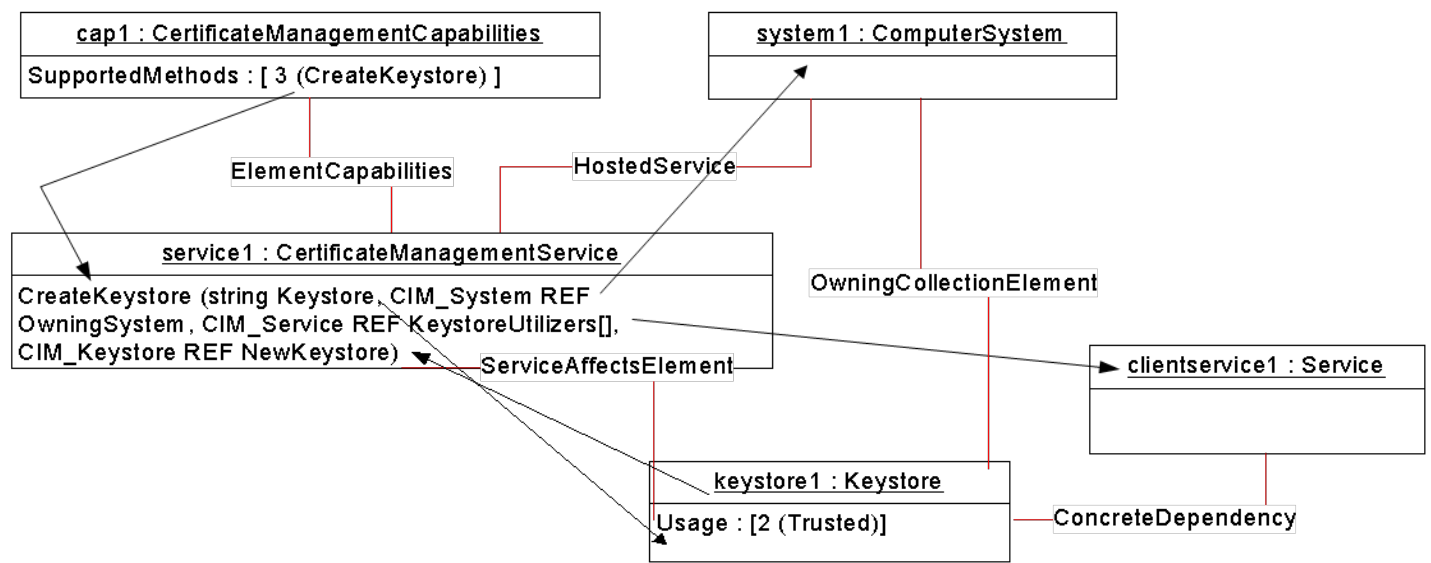 cap1 : CertificateManagementCapabilities
SupportedMethods : [ 3 (CreateKeystore) ]
system1 : ComputerSystem
ElementCapabilities
HostedService
service1 : CertificateManagementService
CreateKeystore (string Keystore, CIM_System REF
OwningSystem, CIM_Service REF KeystoreUtilizers[],
CIM_Keystore REF NewKeystore)
OwningCollectionElement
ServiceAffectsElement
clientservice1 : Service
keystore1 : Keystore
Usage : [2 (Trusted)]
ConcreteDependency